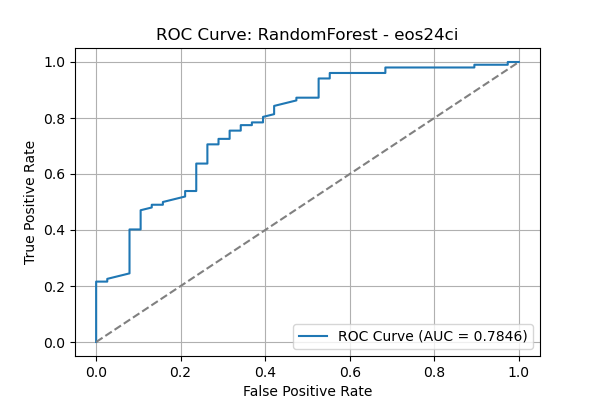 ROC Curve: RandomForest - eos24ci
True Positive Rate
1.0
0.8
0.6
0.4
0.2
0.0
ROC Curve (AUC = 0.7846)
0.0 0.2 0.4 0.6 0.8 1.0
False Positive Rate